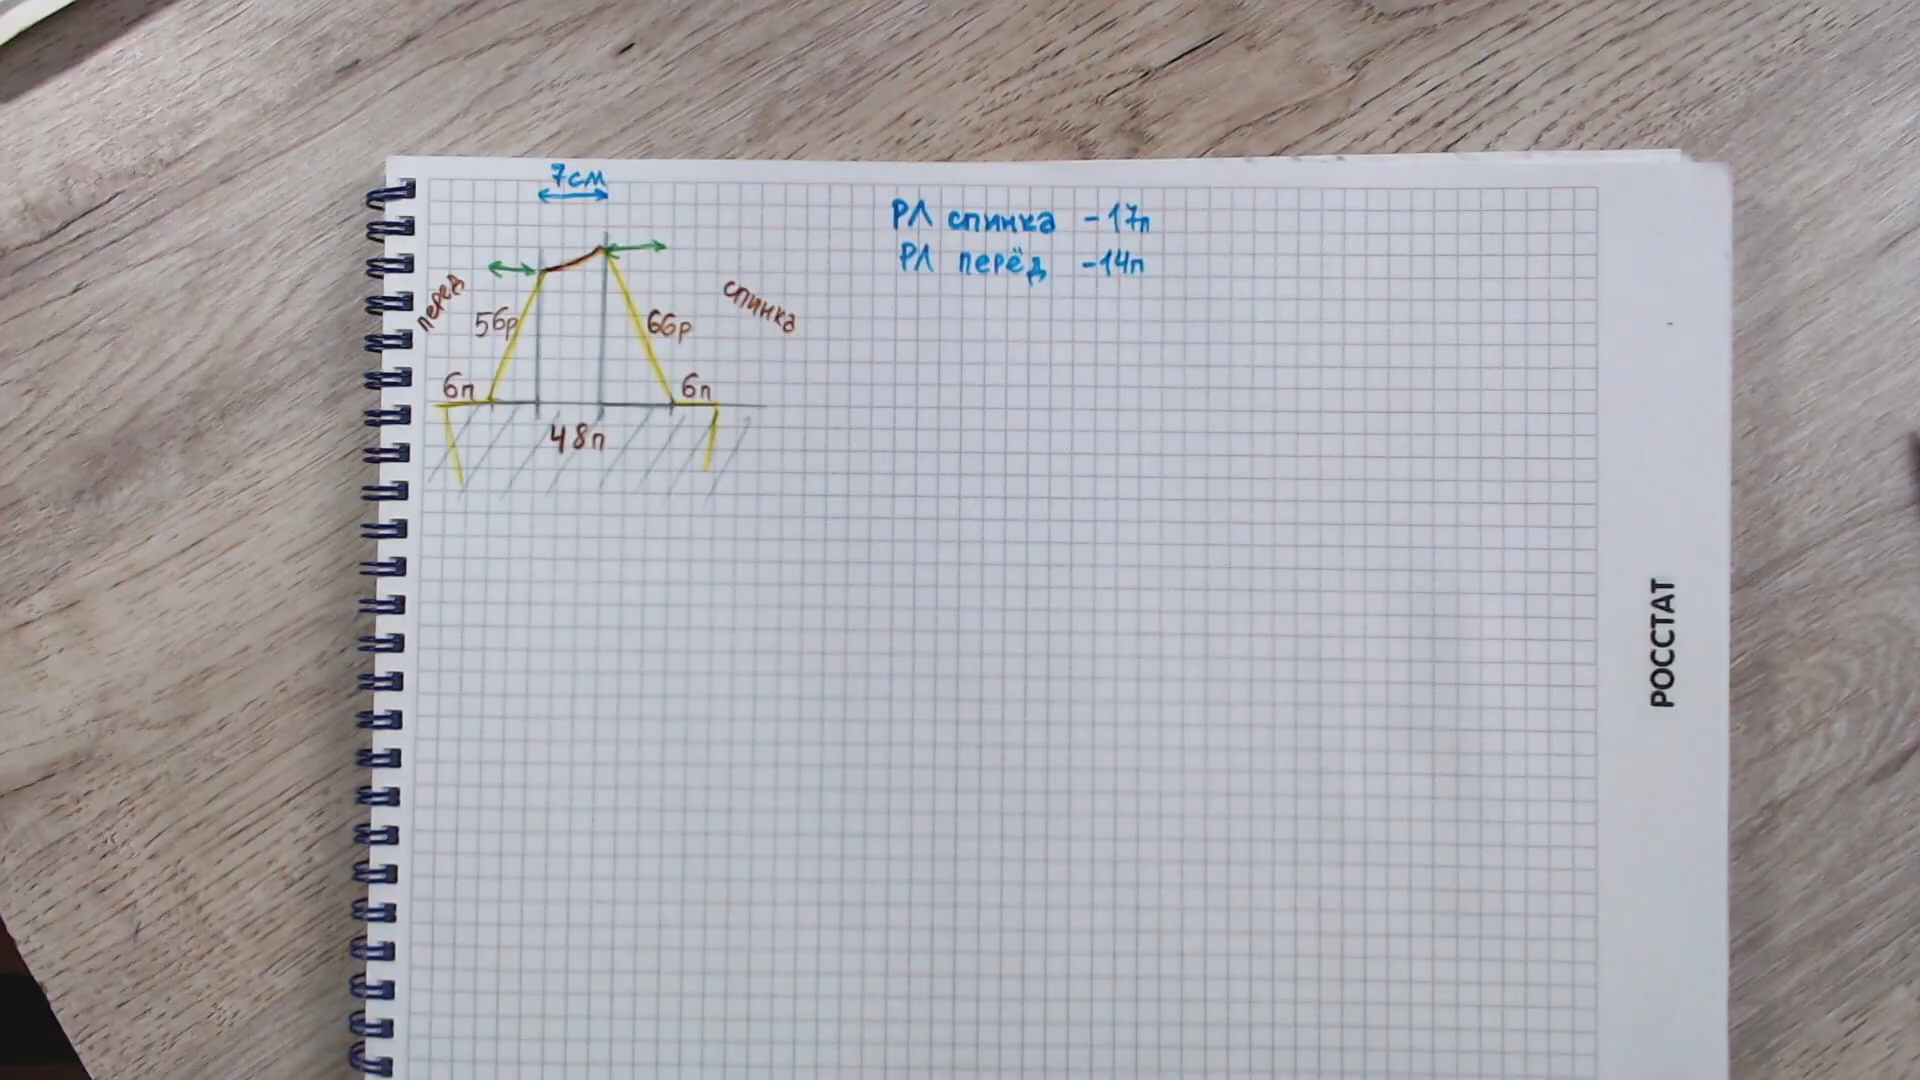 7см
РЛ спинка - 17п
РЛ перёд - 14п
перед
56р
66р
спинка
6п
6п
48п
РОССТАТ